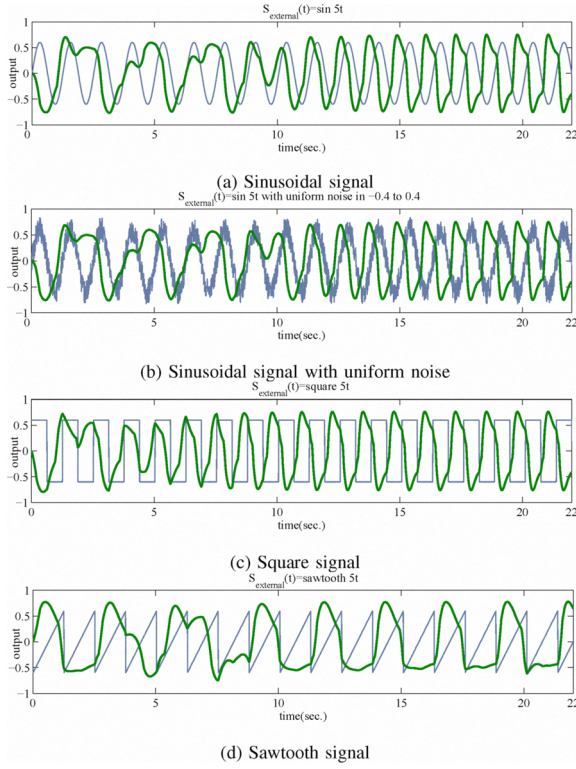 S_external(t)=sin 5t
1
0.5
0
−0.5
−1
output
0 5 10 15 20 22
time(sec.)
(a) Sinusoidal signal
S_external(t)=sin 5t with uniform noise in −0.4 to 0.4
1
0.5
0
−0.5
−1
output
0 5 10 15 20 22
time(sec.)
(b) Sinusoidal signal with uniform noise
S_external(t)=square 5t
1
0.5
0
−0.5
−1
output
0 5 10 15 20 22
time(sec.)
(c) Square signal
S_external(t)=sawtooth 5t
1
0.5
0
−0.5
−1
output
0 5 10 15 20 22
time(sec.)
(d) Sawtooth signal